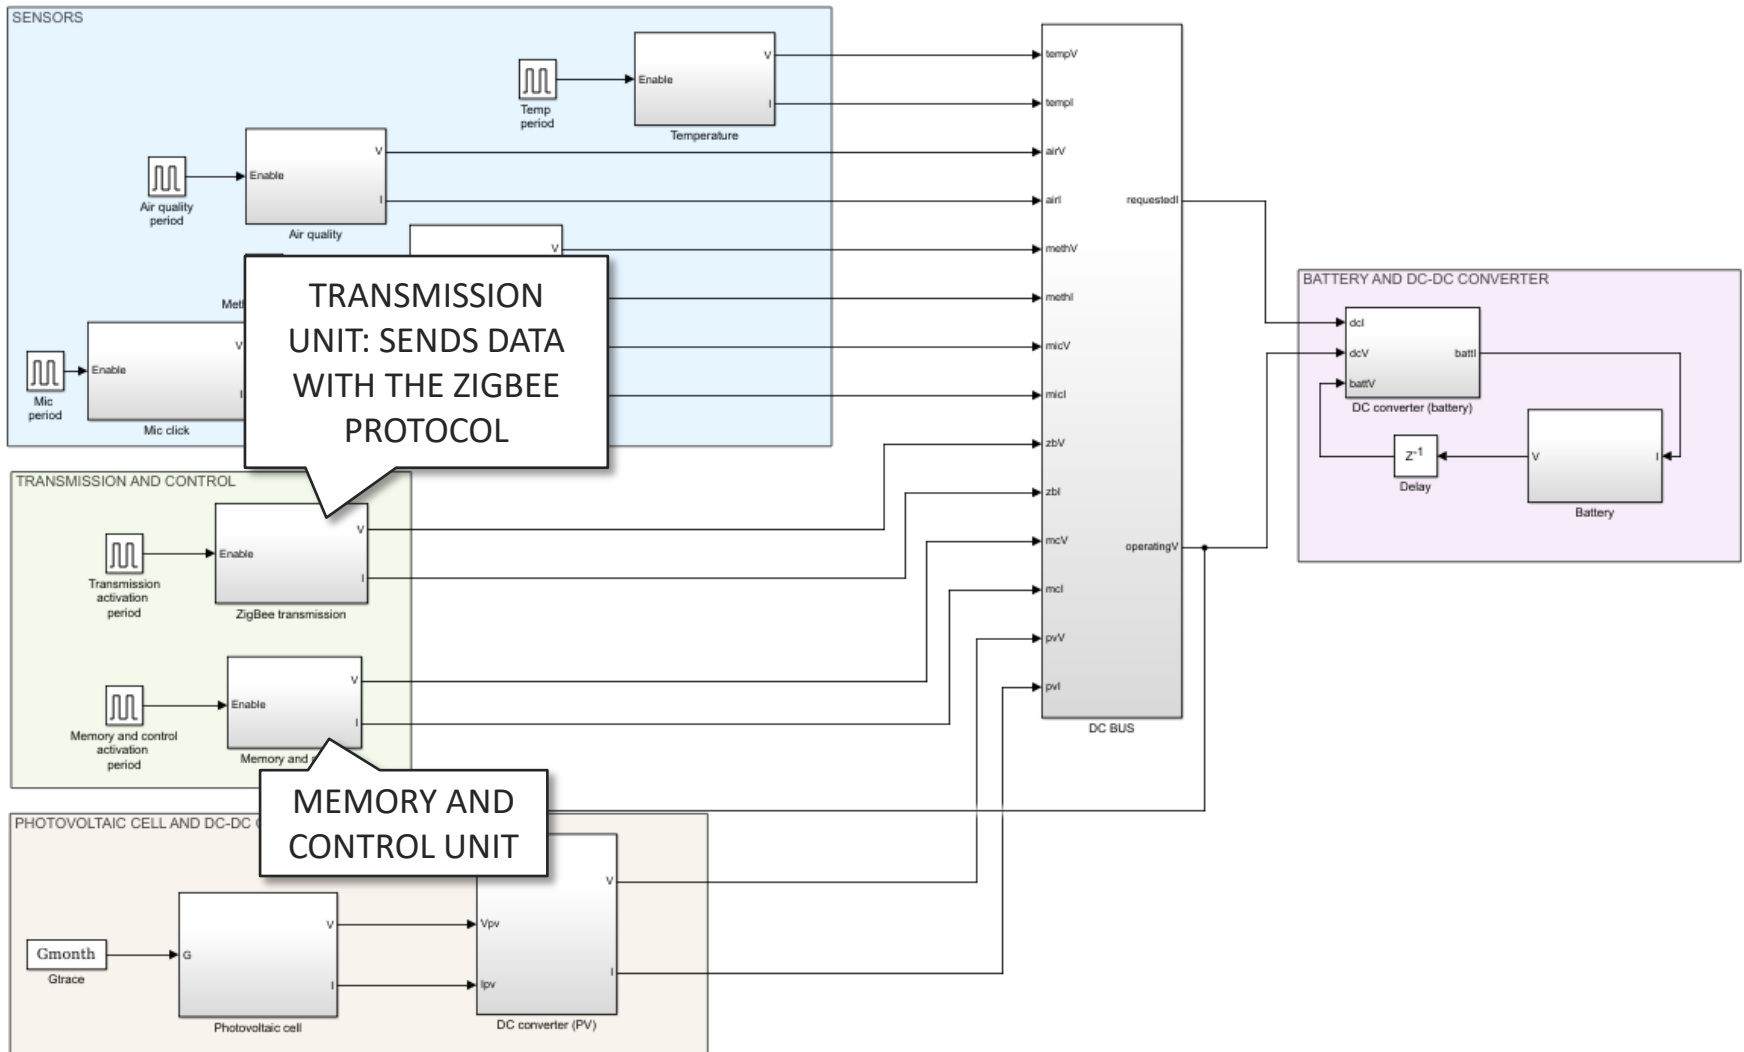 SENSORS
Temp
period
Enable
V
I
Temperature
Air quality
period
Enable
V
I
Air quality
V
Mic
period
Enable
V
I
Mic click
TRANSMISSION
UNIT: SENDS DATA
WITH THE ZIGBEE
PROTOCOL
TRANSMISSION AND CONTROL
Transmission
activation
period
Enable
V
I
ZigBee transmission
Memory and control
activation
period
Enable
V
I
Memory and
MEMORY AND
CONTROL UNIT
PHOTOVOLTAIC CELL AND DC-DC
Gmonth
Gtrace
G
V
I
Photovoltaic cell
Vpv
Ipv
V
I
DC converter (PV)
tempV
tempI
airV
airI
methV
methI
micV
micI
zbV
zbI
mcV
mcI
pvV
pvI
requestedI
operatingV
DC BUS
BATTERY AND DC-DC CONVERTER
dcI
dcV
battV
battI
DC converter (battery)
Z-1
Delay
V
I
Battery